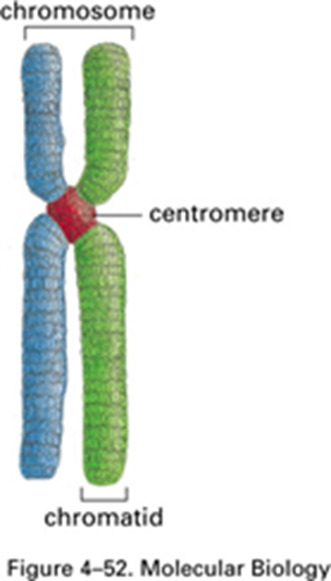 chromosome
centromere
chromatid
Figure 4–52. Molecular Biology